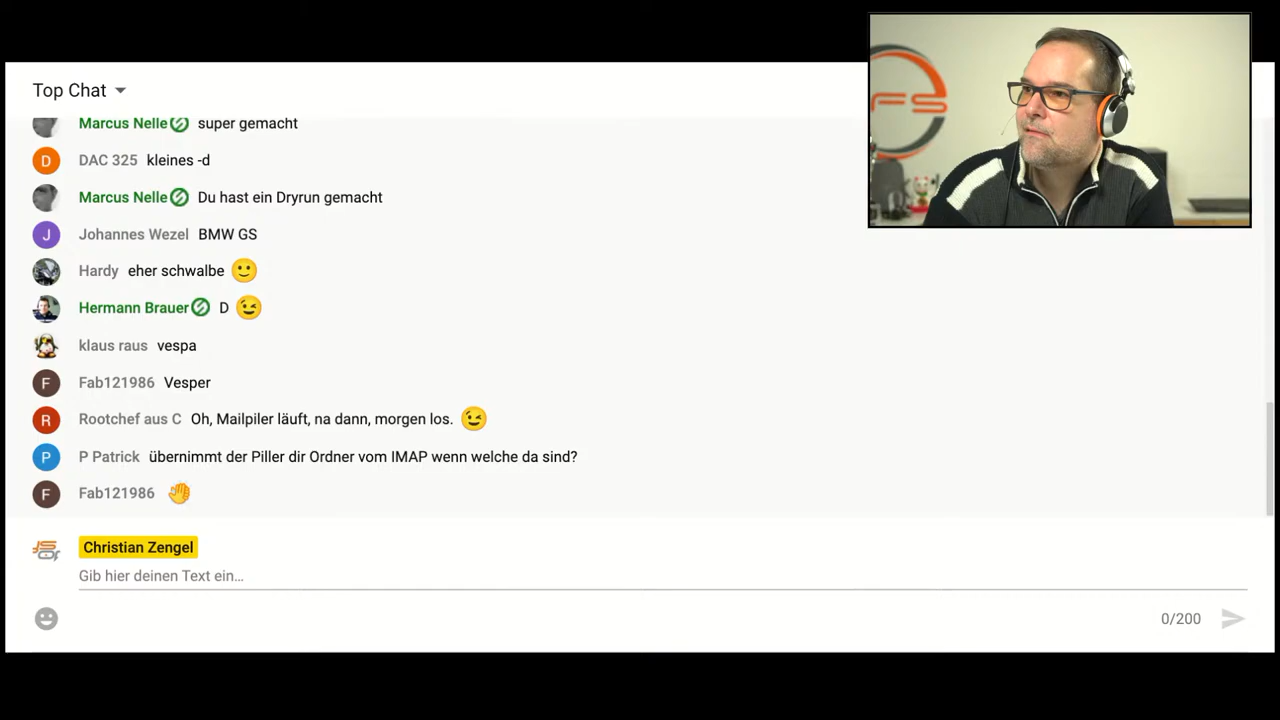 Top Chat
Marcus Nelle super gemacht
DAC 325 kleines -d
Marcus Nelle Du hast ein Dryrun gemacht
Johannes Wezel BMW GS
Hardy eher schwalbe
Hermann Brauer D
klaus raus vespa
Fab121986 Vesper
Rootchef aus C Oh, Mailpiler läuft, na dann, morgen los.
P Patrick übernimmt der Piller dir Ordner vom IMAP wenn welche da sind?
Fab121986
Christian Zengel
Gib hier deinen Text ein…
0/200
D
J
F
R
P
F
FS